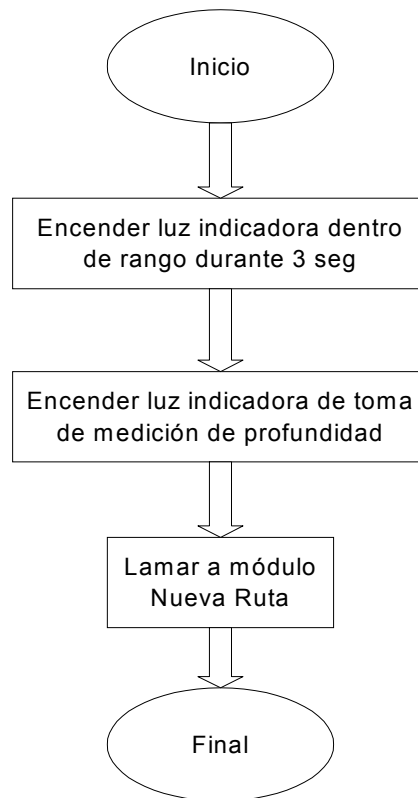 Inicio
Encender luz indicadora dentro
de rango durante 3 seg
Encender luz indicadora de toma
de medición de profundidad
Lamar a módulo
Nueva Ruta
Final